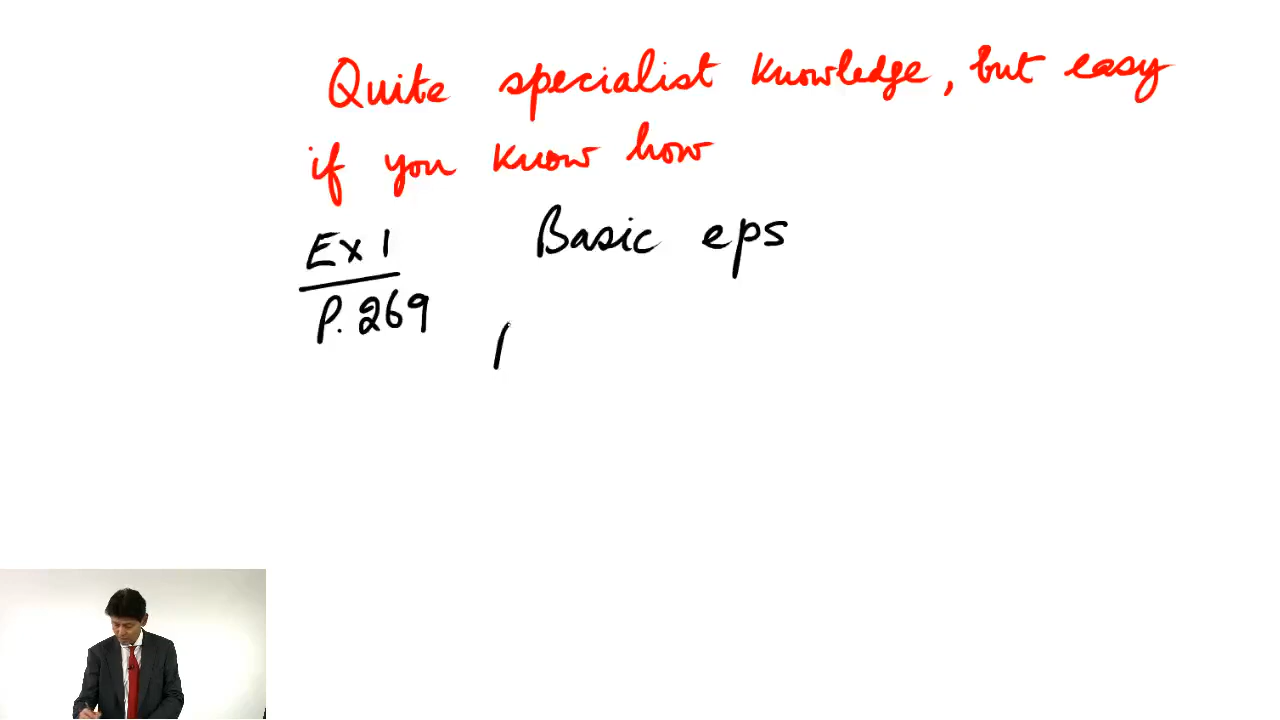 Quite specialist knowledge, but easy
if you know how
Ex 1 Basic eps
P. 269